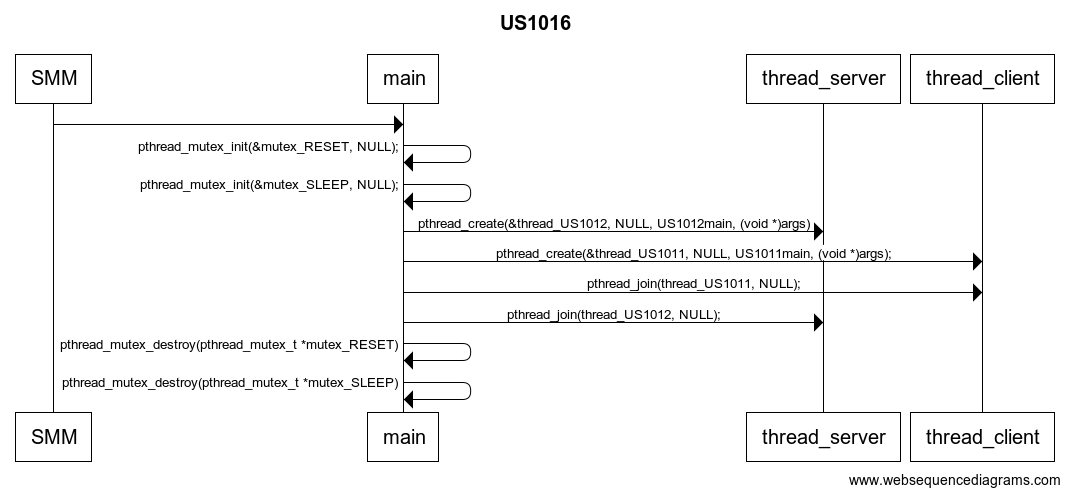 US1016
SMM main thread_server thread_client
pthread_mutex_init(&mutex_RESET, NULL);
pthread_mutex_init(&mutex_SLEEP, NULL);
pthread_create(&thread_US1012, NULL, US1012main, (void *)args)
pthread_create(&thread_US1011, NULL, US1011main, (void *)args);
pthread_join(thread_US1011, NULL);
pthread_join(thread_US1012, NULL);
pthread_mutex_destroy(pthread_mutex_t *mutex_RESET)
pthread_mutex_destroy(pthread_mutex_t *mutex_SLEEP)
SMM main thread_server thread_client
www.websequencediagrams.com